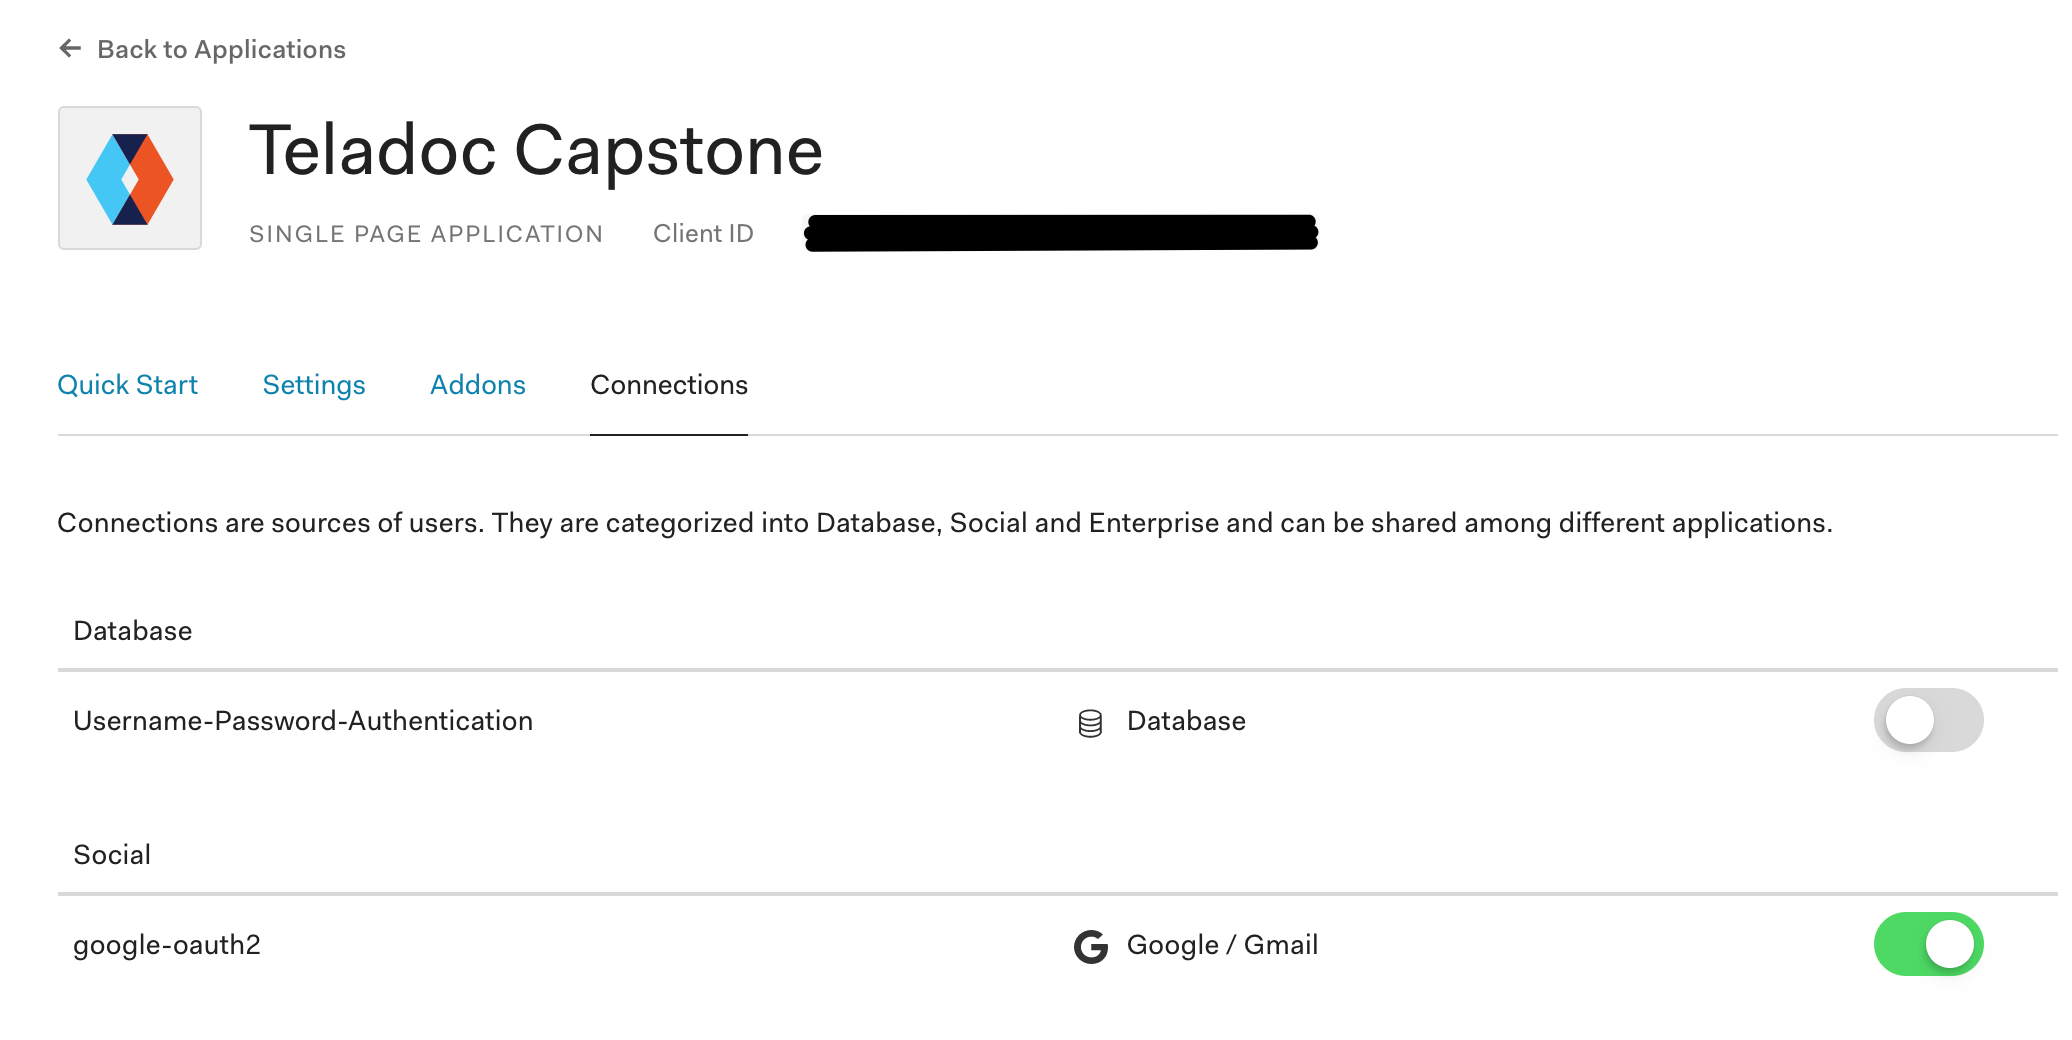 Back to Applications
Teladoc Capstone
SINGLE PAGE APPLICATION Client ID
Quick Start Settings Addons Connections
Connections are sources of users. They are categorized into Database, Social and Enterprise and can be shared among different applications.
Database
Username-Password-Authentication Database
Social
google-oauth2 Google / Gmail